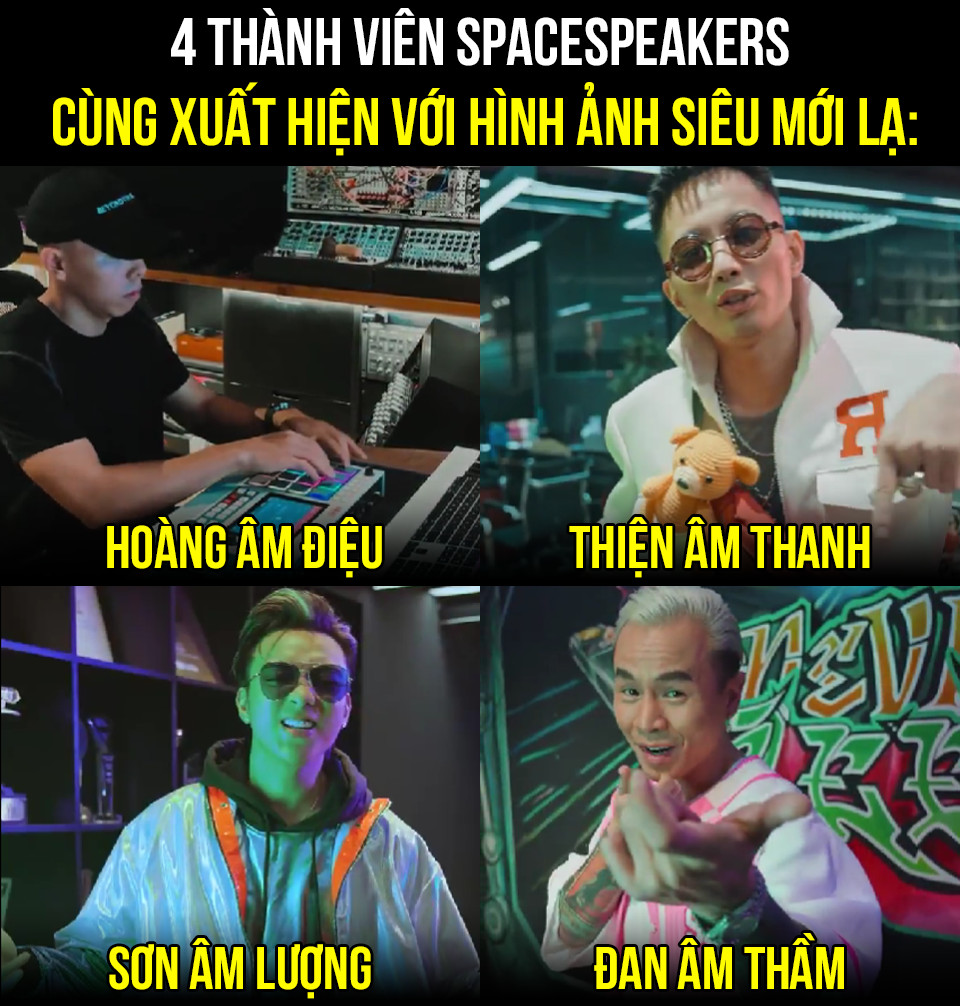 4 THÀNH VIÊN SPACESPEAKERS
CÙNG XUẤT HIỆN VỚI HÌNH ẢNH SIÊU MỚI LẠ:
HOÀNG ÂM ĐIỆU
THIỆN ÂM THANH
R
SƠN ÂM LƯỢNG
ĐAN ÂM THẦM